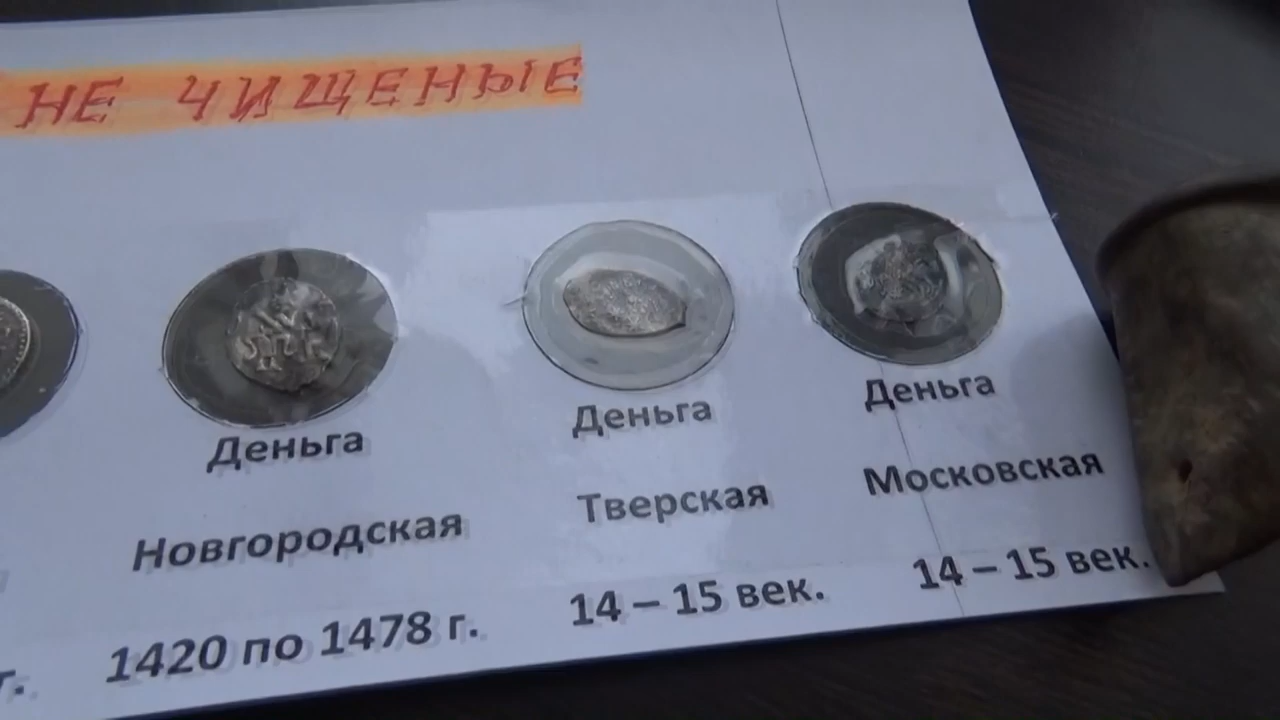 НЕ ЧИЩЕНЫЕ
Деньга
Новгородская
1420 по 1478 г.
Деньга
Тверская
14 – 15 век.
Деньга
Московская
14 – 15 век.
г.